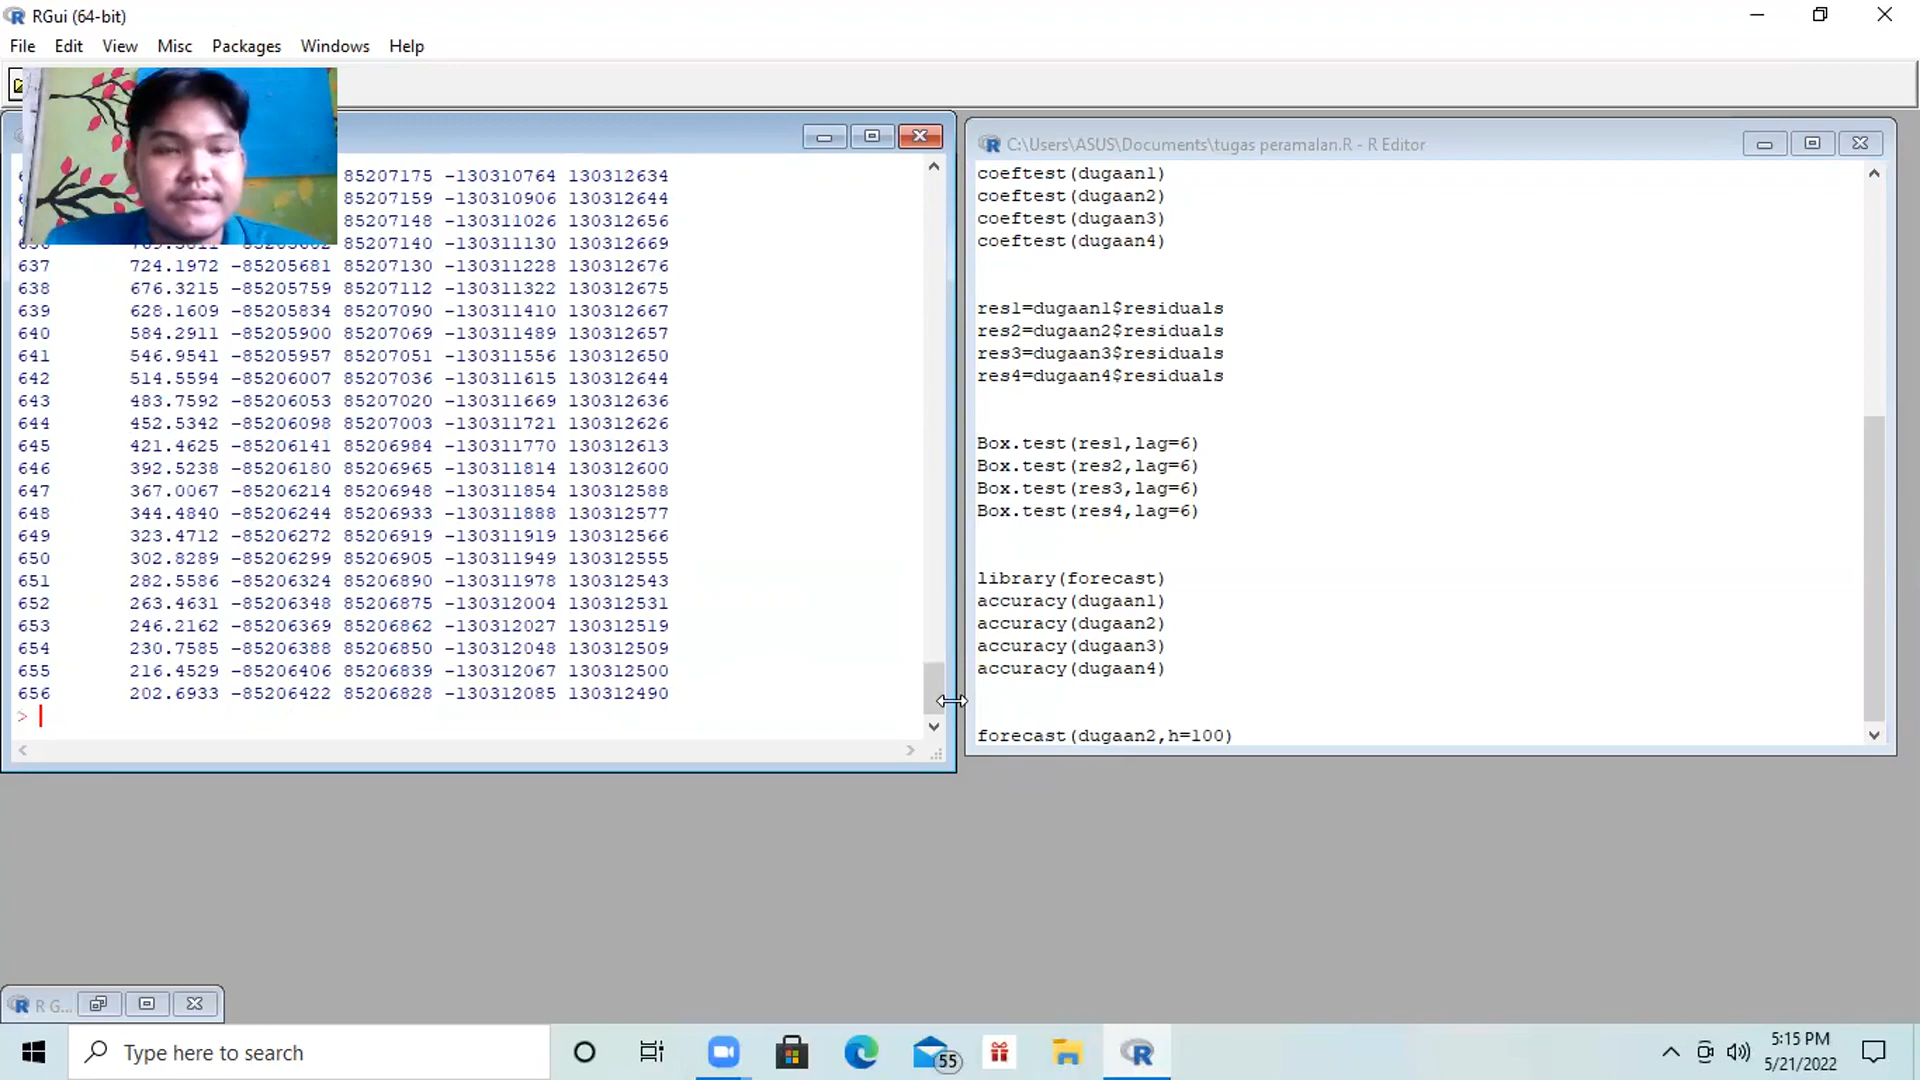 RGui (64-bit)
File Edit View Misc Packages Windows Help
85207175 -130310764 130312634
85207159 -130310906 130312644
85207148 -130311026 130312656
85207140 -130311130 130312669
637 724.1972 -85205681 85207130 -130311228 130312676
638 676.3215 -85205759 85207112 -130311322 130312675
639 628.1609 -85205834 85207090 -130311410 130312667
640 584.2911 -85205900 85207069 -130311489 130312657
641 546.9541 -85205957 85207051 -130311556 130312650
642 514.5594 -85206007 85207036 -130311615 130312644
643 483.7592 -85206053 85207020 -130311669 130312636
644 452.5342 -85206098 85207003 -130311721 130312626
645 421.4625 -85206141 85206984 -130311770 130312613
646 392.5238 -85206180 85206965 -130311814 130312600
647 367.0067 -85206214 85206948 -130311854 130312588
648 344.4840 -85206244 85206933 -130311888 130312577
649 323.4712 -85206272 85206919 -130311919 130312566
650 302.8289 -85206299 85206905 -130311949 130312555
651 282.5586 -85206324 85206890 -130311978 130312543
652 263.4631 -85206348 85206875 -130312004 130312531
653 246.2162 -85206369 85206862 -130312027 130312519
654 230.7585 -85206388 85206850 -130312048 130312509
655 216.4529 -85206406 85206839 -130312067 130312500
656 202.6933 -85206422 85206828 -130312085 130312490
>
C:\Users\ASUS\Documents\tugas peramalan.R - R Editor
coeftest(dugaan1)
coeftest(dugaan2)
coeftest(dugaan3)
coeftest(dugaan4)
res1=dugaan1$residuals
res2=dugaan2$residuals
res3=dugaan3$residuals
res4=dugaan4$residuals
Box.test(res1,lag=6)
Box.test(res2,lag=6)
Box.test(res3,lag=6)
Box.test(res4,lag=6)
library(forecast)
accuracy(dugaan1)
accuracy(dugaan2)
accuracy(dugaan3)
accuracy(dugaan4)
forecast(dugaan2,h=100)
R G...
Type here to search
55
5:15 PM
5/21/2022